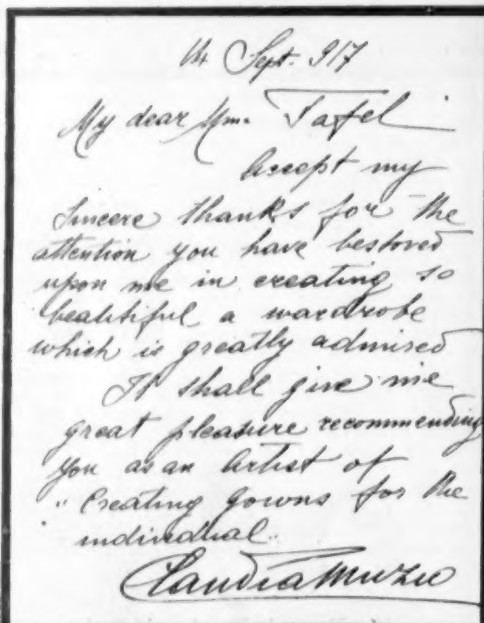 14 Sept. 917
My dear Mme. Tafel
Accept my
Sincere thanks for the
attention you have bestoved
upon me in creating so
beautiful a wardrobe
which is greatly admired
It shall give me
great pleasure recommending
you as an Artist of
"Creating gowns for the
individual"
Claudia Muzio